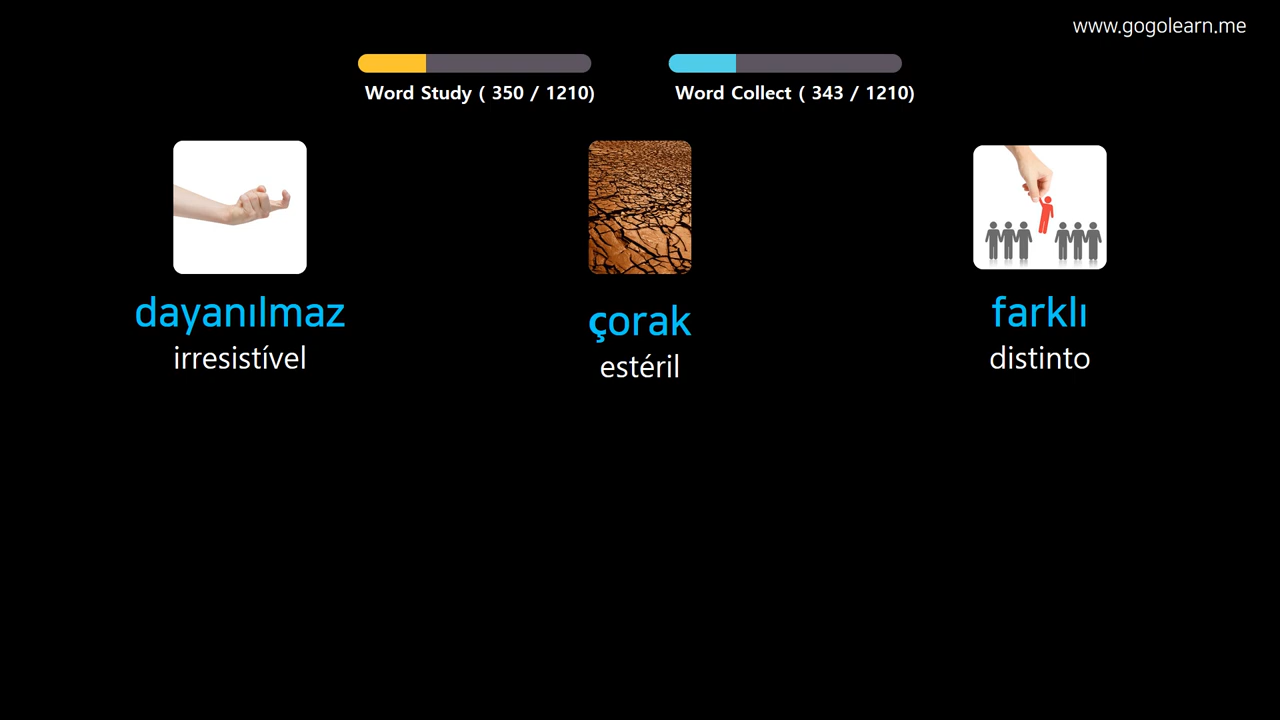 www.gogolearn.me
Word Study ( 350 / 1210)
Word Collect ( 343 / 1210)
dayanılmaz
irresistível
çorak
estéril
farklı
distinto